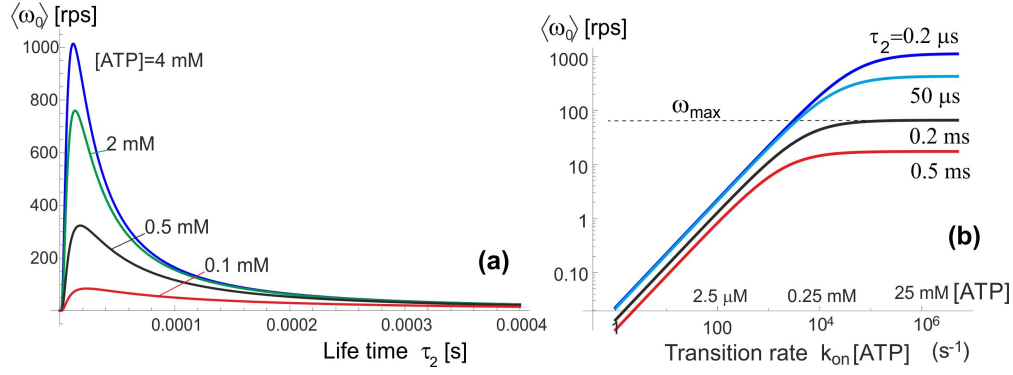 ⟨ω₀⟩ [rps]
1000
800
600
400
200
[ATP]=4 mM
2 mM
0.5 mM
0.1 mM
(a)
0.0001
0.0002
0.0003
0.0004
Life time τ₂ [s]
⟨ω₀⟩ [rps]
1000
100
10
1
0.10
τ₂=0.2 μs
50 μs
ωmax
0.2 ms
0.5 ms
(b)
2.5 μM
0.25 mM
25 mM [ATP]
1
100
10⁴
10⁶
Transition rate kon[ATP] (s⁻¹)